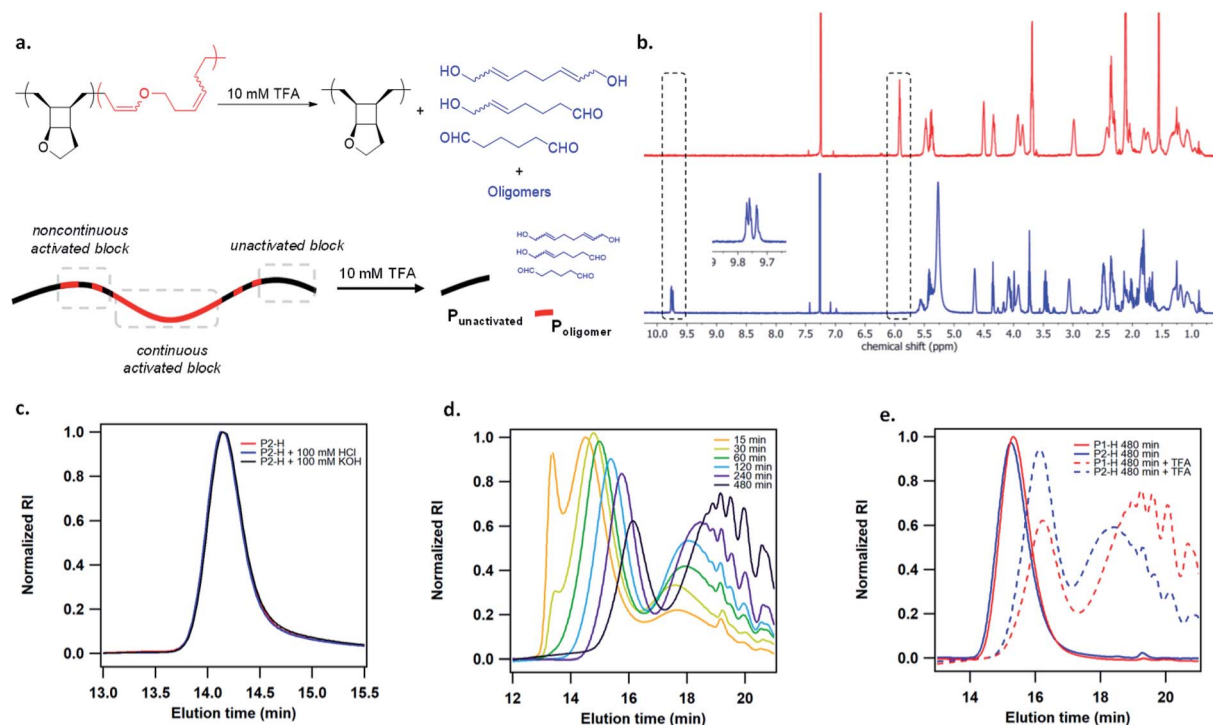 a.
O
O
10 mM TFA
O
+
OH
OH
OH
CHO
OHC
CHO
+
Oligomers
noncontinuous
activated block
continuous
activated block
unactivated block
10 mM TFA
OH
OH
OH
CHO
OHC
CHO
Punactivated
Poligomer
b.
9
9.8
9.7
10.0
9.5
9.0
8.5
8.0
7.5
7.0
6.5
6.0
5.5
5.0
4.5
4.0
3.5
3.0
2.5
2.0
1.5
1.0
chemical shift (ppm)
c.
Normalized RI
1.0
0.8
0.6
0.4
0.2
0.0
P2-H
P2-H + 100 mM HCl
P2-H + 100 mM KOH
13.0
13.5
14.0
14.5
15.0
15.5
Elution time (min)
d.
Normalized RI
1.0
0.8
0.6
0.4
0.2
0.0
15 min
30 min
60 min
120 min
240 min
480 min
12
14
16
18
20
Elution time (min)
e.
Normalized RI
1.0
0.8
0.6
0.4
0.2
0.0
P1-H 480 min
P2-H 480 min
P1-H 480 min + TFA
P2-H 480 min + TFA
14
16
18
20
Elution time (min)